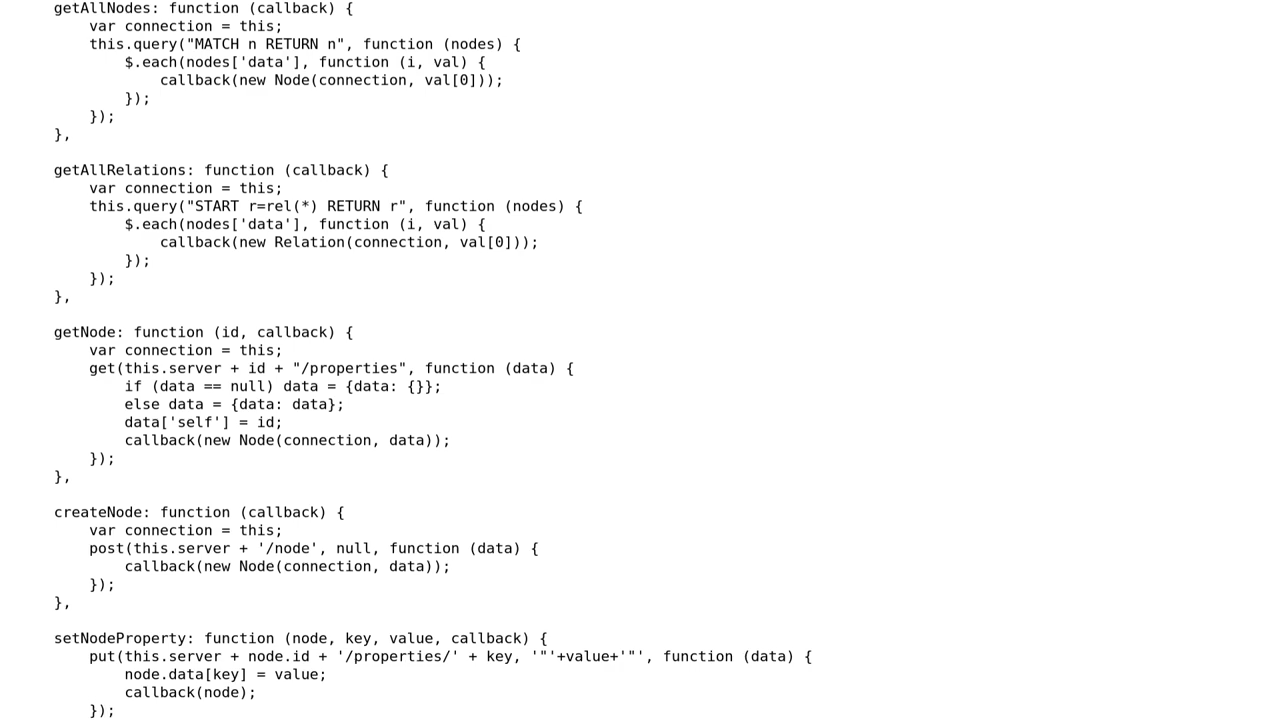 getAllNodes: function (callback) {
    var connection = this;
    this.query("MATCH n RETURN n", function (nodes) {
        $.each(nodes['data'], function (i, val) {
            callback(new Node(connection, val[0]));
        });
    });
},

getAllRelations: function (callback) {
    var connection = this;
    this.query("START r=rel(*) RETURN r", function (nodes) {
        $.each(nodes['data'], function (i, val) {
            callback(new Relation(connection, val[0]));
        });
    });
},

getNode: function (id, callback) {
    var connection = this;
    get(this.server + id + "/properties", function (data) {
        if (data == null) data = {data: {}};
        else data = {data: data};
        data['self'] = id;
        callback(new Node(connection, data));
    });
},

createNode: function (callback) {
    var connection = this;
    post(this.server + '/node', null, function (data) {
        callback(new Node(connection, data));
    });
},

setNodeProperty: function (node, key, value, callback) {
    put(this.server + node.id + '/properties/' + key, '"'+value+'"', function (data) {
        node.data[key] = value;
        callback(node);
    });